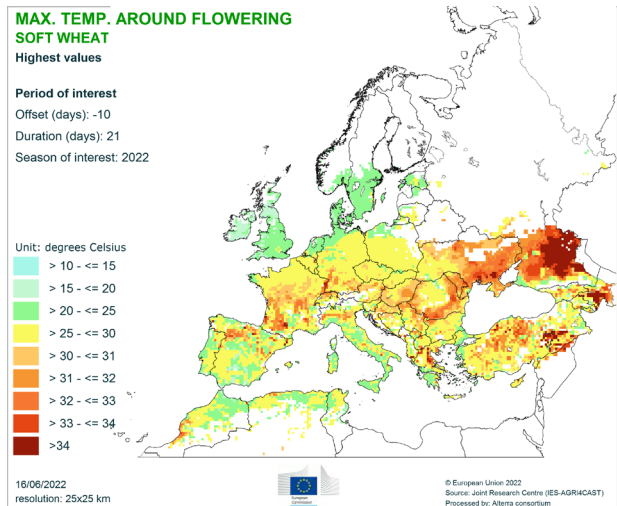 MAX. TEMP. AROUND FLOWERING
SOFT WHEAT
Highest values
Period of interest
Offset (days): -10
Duration (days): 21
Season of interest: 2022
Unit: degrees Celsius
> 10 - <= 15
> 15 - <= 20
> 20 - <= 25
> 25 - <= 30
> 30 - <= 31
> 31 - <= 32
> 32 - <= 33
> 33 - <= 34
>34
16/06/2022
resolution: 25x25 km
European
Commission
© European Union 2022
Source: Joint Research Centre (IES-AGRI4CAST)
Processed by: Alterra consortium